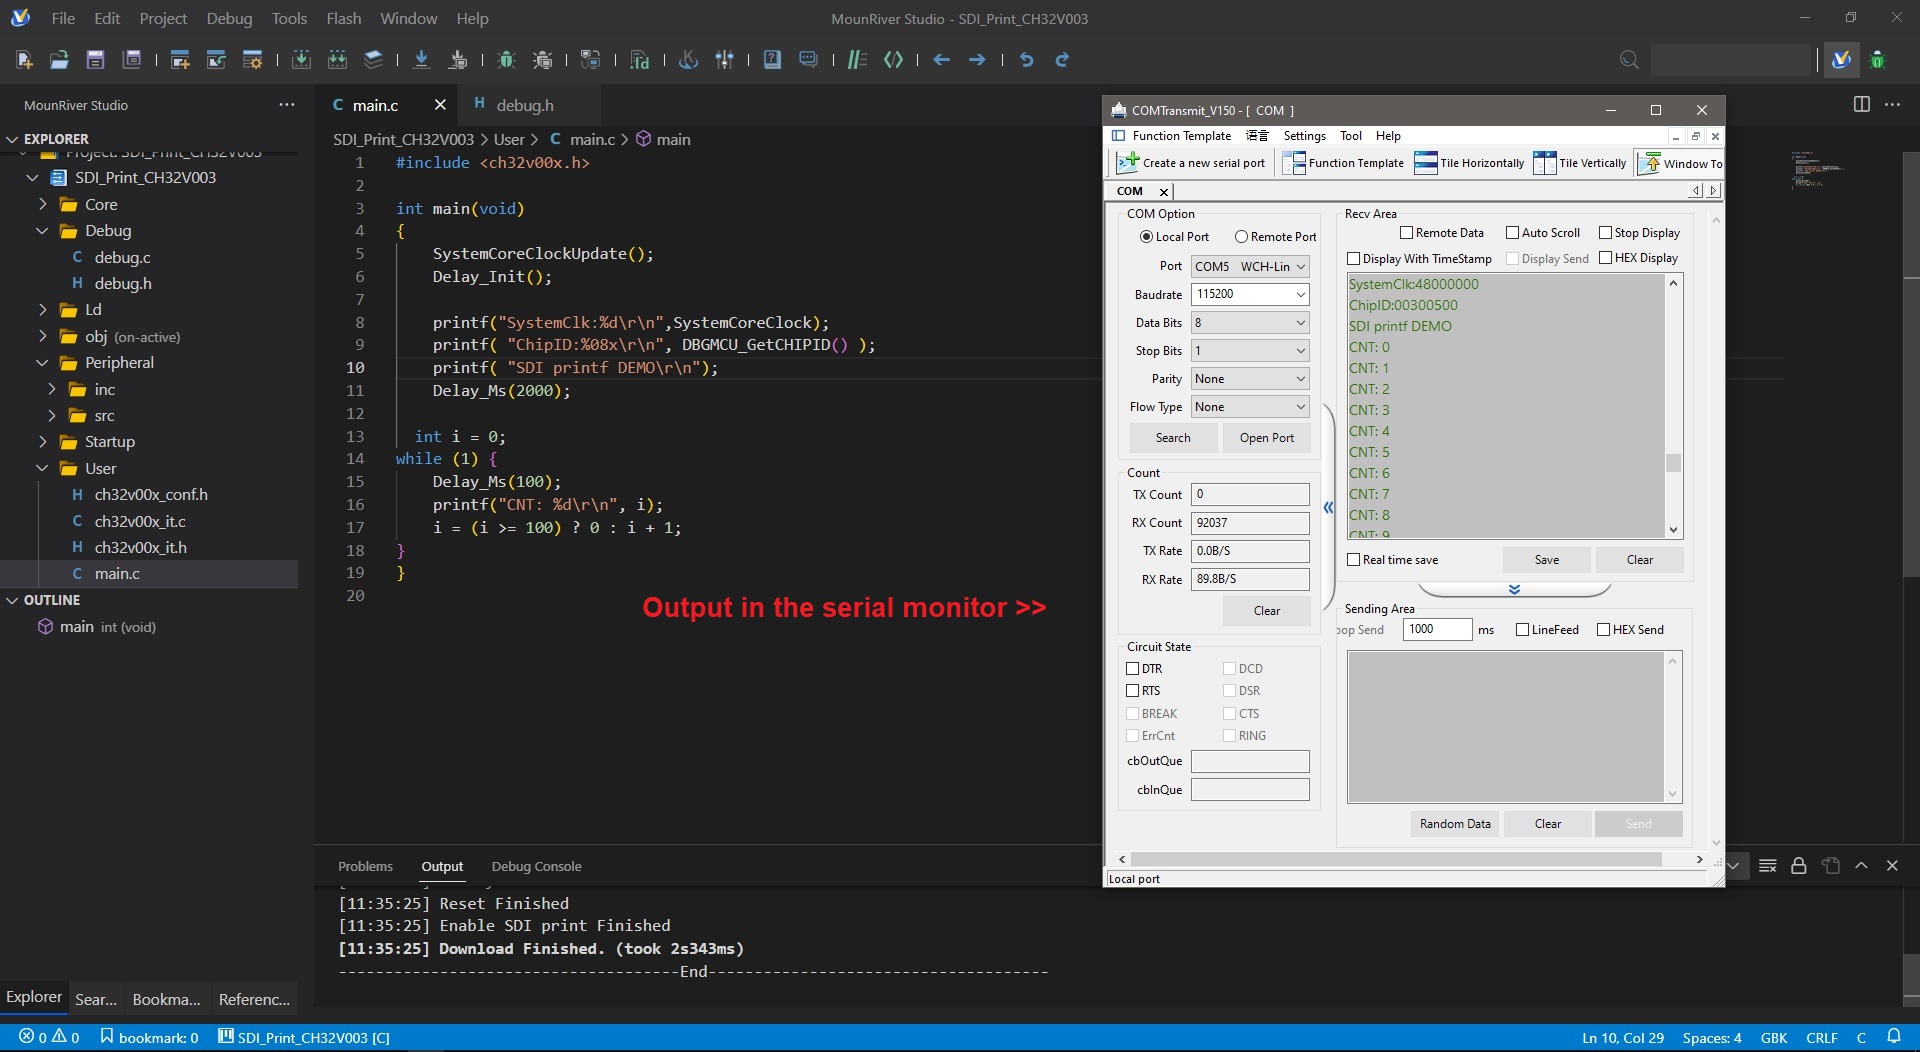 File Edit Project Debug Tools Flash Window Help
MounRiver Studio - SDI_Print_CH32V003
MounRiver Studio
EXPLORER
Project: SDI_Print_CH32V003
SDI_Print_CH32V003
Core
Debug
C debug.c
H debug.h
Ld
obj (on-active)
Peripheral
inc
src
Startup
User
H ch32v00x_conf.h
C ch32v00x_it.c
H ch32v00x_it.h
C main.c
OUTLINE
main int (void)
Explorer Sear... Bookma... Referenc...
C main.c H debug.h
SDI_Print_CH32V003 > User > C main.c > main
1 #include <ch32v00x.h>
2
3 int main(void)
4 {
5 SystemCoreClockUpdate();
6 Delay_Init();
7
8 printf("SystemClk:%d\r\n",SystemCoreClock);
9 printf( "ChipID:%08x\r\n", DBGMCU_GetCHIPID() );
10 printf( "SDI printf DEMO\r\n");
11 Delay_Ms(2000);
12
13 int i = 0;
14 while (1) {
15 Delay_Ms(100);
16 printf("CNT: %d\r\n", i);
17 i = (i >= 100) ? 0 : i + 1;
18 }
19 }
20
Output in the serial monitor >>
COMTransmit_V150 - [ COM ]
Function Template 语言 Settings Tool Help
Create a new serial port Function Template Tile Horizontally Tile Vertically Window To
COM
COM Option
Local Port Remote Port
Port COM5 WCH-Lin
Baudrate 115200
Data Bits 8
Stop Bits 1
Parity None
Flow Type None
Search Open Port
Count
TX Count 0
RX Count 92037
TX Rate 0.0B/S
RX Rate 89.8B/S
Clear
Circuit State
DTR DCD
RTS DSR
BREAK CTS
ErrCnt RING
cbOutQue
cbInQue
Recv Area
Remote Data Auto Scroll Stop Display
Display With TimeStamp Display Send HEX Display
SystemClk:48000000
ChipID:00300500
SDI printf DEMO
CNT: 0
CNT: 1
CNT: 2
CNT: 3
CNT: 4
CNT: 5
CNT: 6
CNT: 7
CNT: 8
CNT: 9
Real time save Save Clear
Sending Area
oop Send 1000 ms LineFeed HEX Send
Random Data Clear Send
Local port
Problems Output Debug Console
[11:35:25] Reset Finished
[11:35:25] Enable SDI print Finished
[11:35:25] Download Finished. (took 2s343ms)
-------------------------------------End-------------------------------------
0 0 bookmark: 0 SDI_Print_CH32V003 [C]
Ln 10, Col 29 Spaces: 4 GBK CRLF C